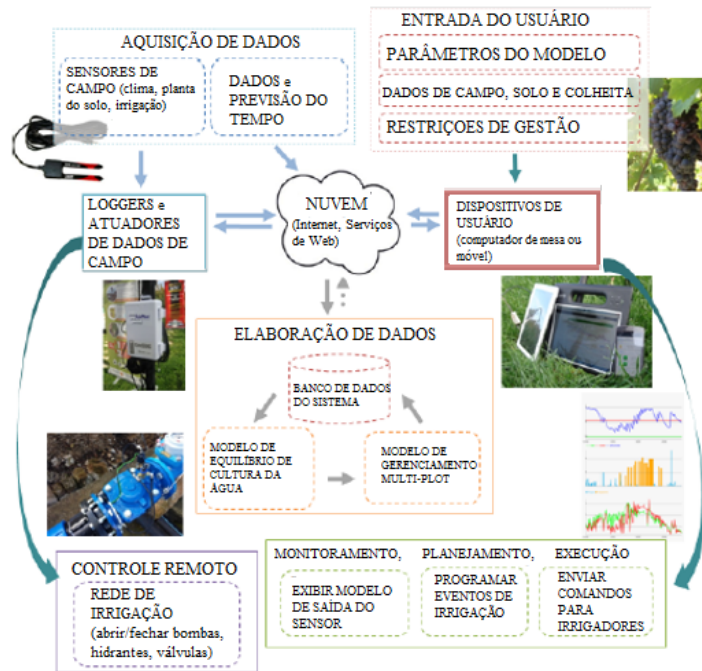 AQUISIÇÃO DE DADOS
SENSORES DE
CAMPO (clima, planta
do solo, irrigação)
DADOS e
PREVISÃO DO
TEMPO
ENTRADA DO USUÁRIO
PARÂMETROS DO MODELO
DADOS DE CAMPO, SOLO E COLHEITA
RESTRIÇOES DE GESTÃO
LOGGERS e
ATUADORES
DE DADOS DE
CAMPO
NUVEM
(Internet, Serviços
de Web)
DISPOSITIVOS DE
USUÁRIO
(computador de mesa ou
móvel)
ELABORAÇÃO DE DADOS
BANCO DE DADOS
DO SISTEMA
MODELO DE
EQUILÍBRIO DE
CULTURA DA
ÁGUA
MODELO DE
GERENCIAMENTO
MULTI-PLOT
CONTROLE REMOTO
REDE DE
IRRIGAÇÃO
(abrir/fechar bombas,
hidrantes, válvulas)
MONITORAMENTO, PLANEJAMENTO, EXECUÇÃO
EXIBIR MODELO
DE SAÍDA DO
SENSOR
PROGRAMAR
EVENTOS DE
IRRIGAÇÃO
ENVIAR
COMANDOS
PARA
IRRIGADORES